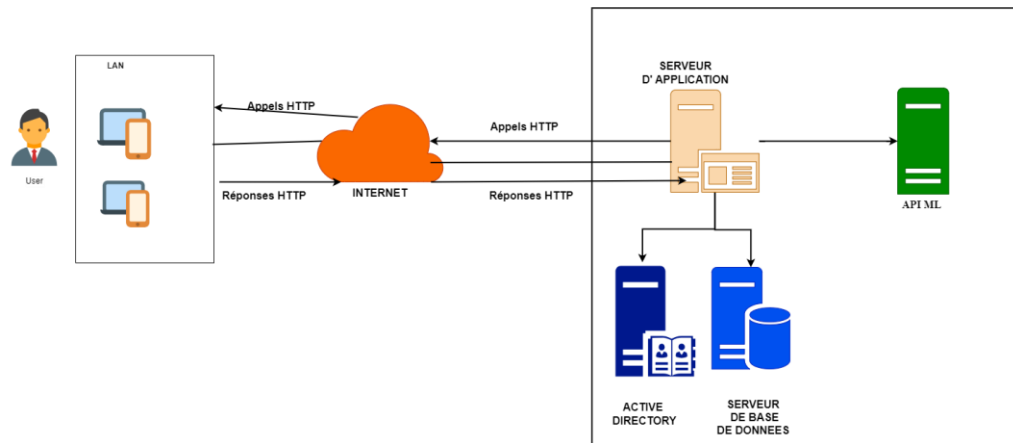 LAN
User
Appels HTTP
Réponses HTTP
INTERNET
Appels HTTP
Réponses HTTP
SERVEUR
D' APPLICATION
API ML
ACTIVE
DIRECTORY
SERVEUR
DE BASE
DE DONNEES